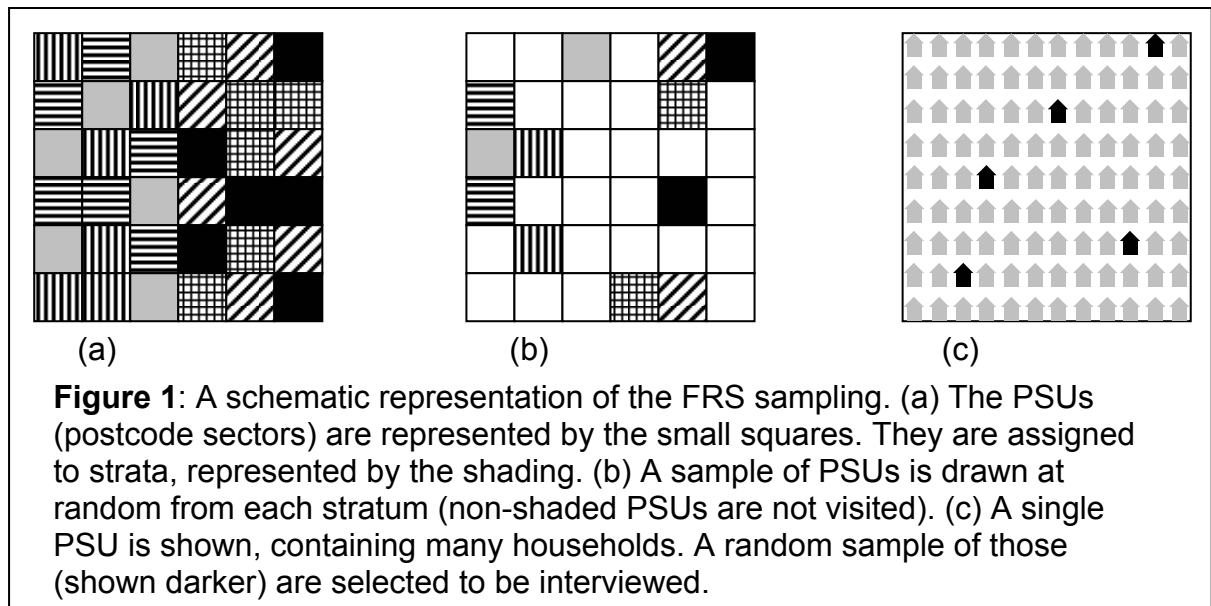 (a)
(b)
(c)
Figure 1: A schematic representation of the FRS sampling. (a) The PSUs
(postcode sectors) are represented by the small squares. They are assigned
to strata, represented by the shading. (b) A sample of PSUs is drawn at
random from each stratum (non-shaded PSUs are not visited). (c) A single
PSU is shown, containing many households. A random sample of those
(shown darker) are selected to be interviewed.